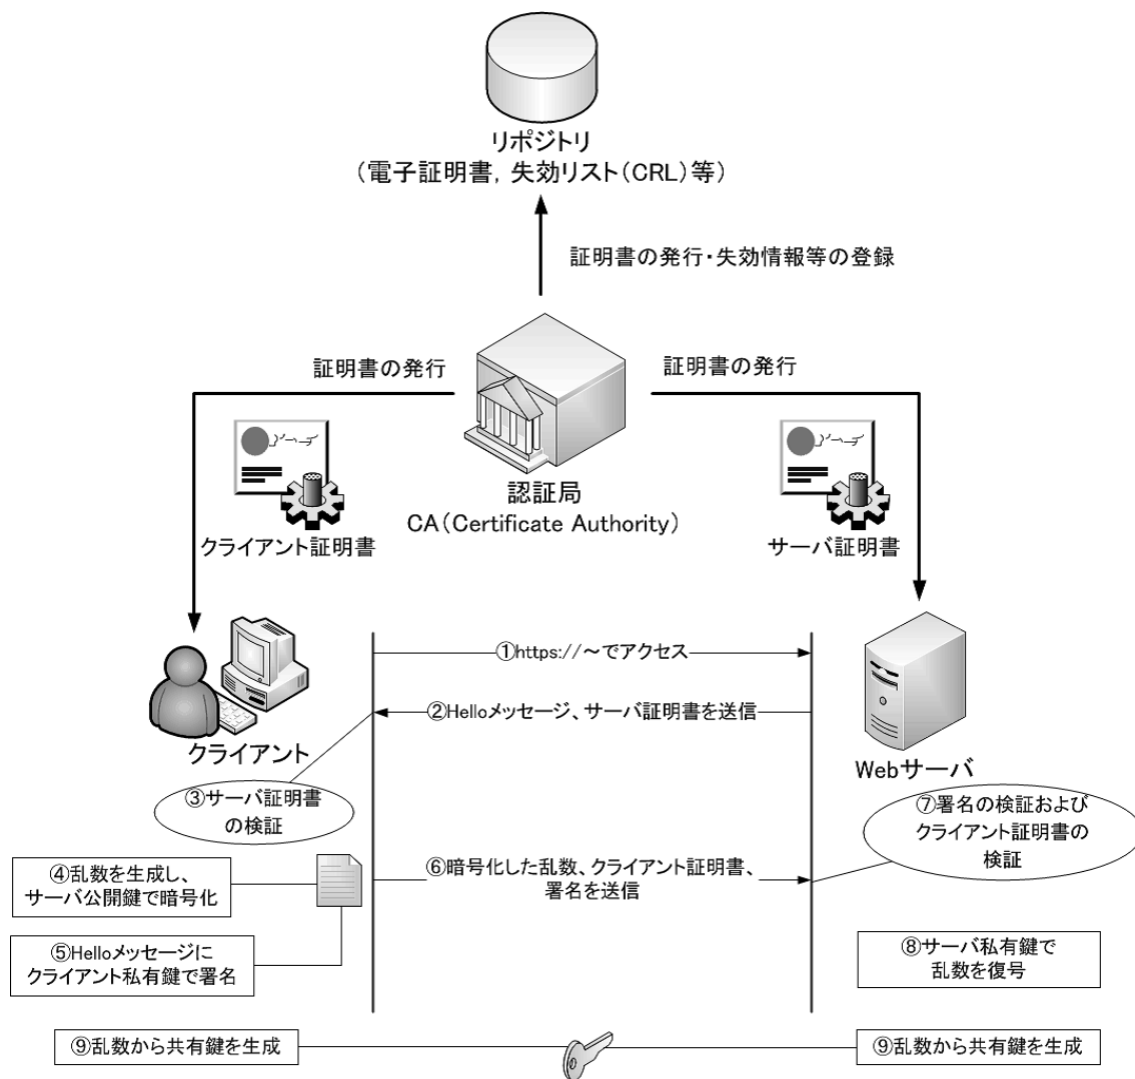 リポジトリ
（電子証明書，失効リスト（CRL）等）
証明書の発行・失効情報等の登録
証明書の発行
証明書の発行
認証局
CA（Certificate Authority）
クライアント証明書
サーバ証明書
①https://～でアクセス
②Helloメッセージ、サーバ証明書を送信
クライアント
Webサーバ
③サーバ証明書
の検証
⑦署名の検証および
クライアント証明書の
検証
④乱数を生成し、
サーバ公開鍵で暗号化
⑥暗号化した乱数、クライアント証明書、
署名を送信
⑤Helloメッセージに
クライアント私有鍵で署名
⑧サーバ私有鍵で
乱数を復号
⑨乱数から共有鍵を生成
⑨乱数から共有鍵を生成